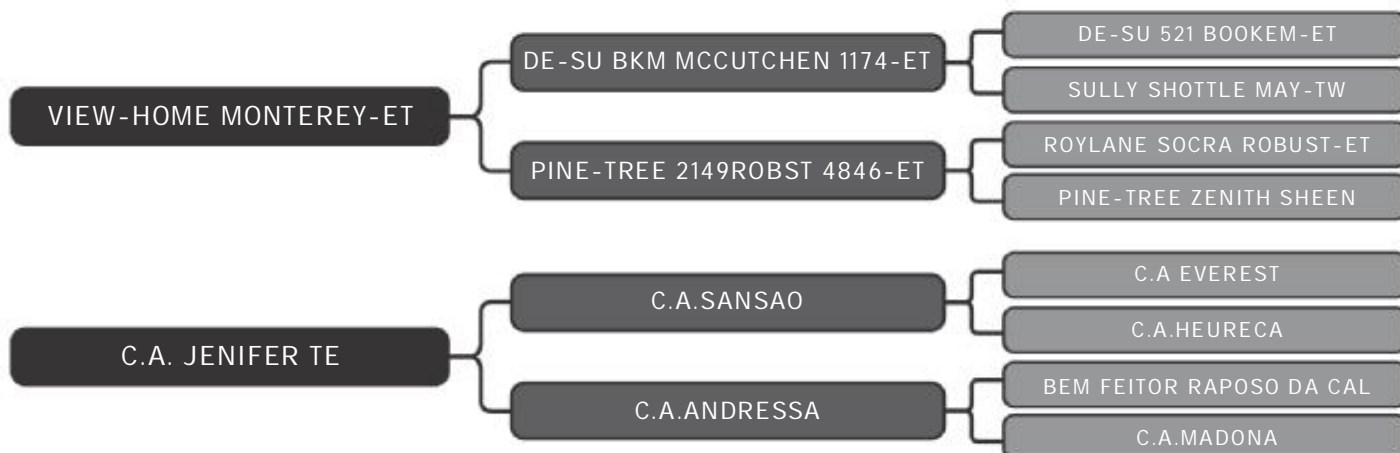 DE-SU 521 BOOKEM-ET
DE-SU BKM MCCUTCHEN 1174-ET
SULLY SHOTTLE MAY-TW
VIEW-HOME MONTEREY-ET
ROYLANE SOCRA ROBUST-ET
PINE-TREE 2149ROBST 4846-ET
PINE-TREE ZENITH SHEEN
C.A EVEREST
C.A.SANSAO
C.A.HEURECA
C.A. JENIFER TE
BEM FEITOR RAPOSO DA CAL
C.A.ANDRESSA
C.A.MADONA